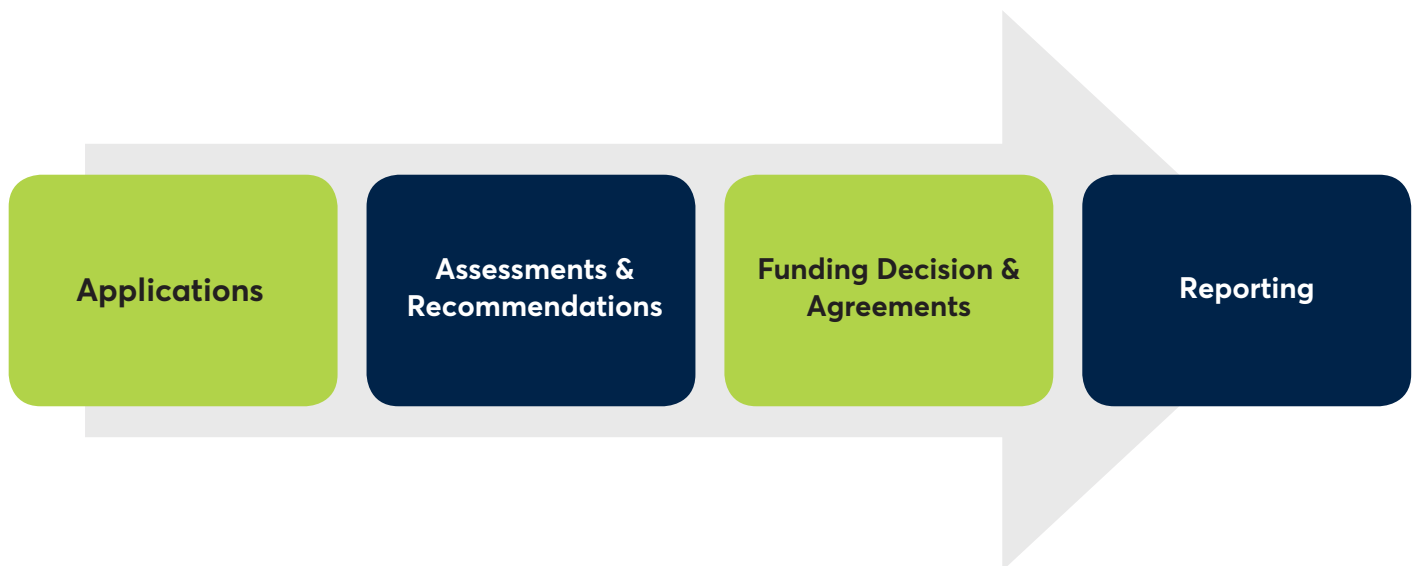 Applications
Assessments &
Recommendations
Funding Decision &
Agreements
Reporting